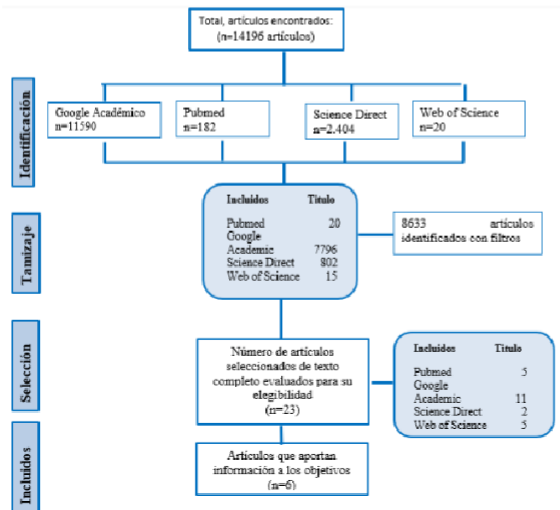 Total, artículos encontrados:
(n=14196 artículos)
Identificación
Google Académico
n=11590
Pubmed
n=182
Science Direct
n=2.404
Web of Science
n=20
Tamizaje
Incluidos Título
Pubmed 20
Google
Academic 7796
Science Direct 802
Web of Science 15
8633 artículos
identificados con filtros
Selección
Número de artículos
seleccionados de texto
completo evaluados para su
elegibilidad
(n=23)
Incluidos Título
Pubmed 5
Google
Academic 11
Science Direct 2
Web of Science 5
Incluidos
Artículos que aportan
información a los objetivos
(n=6)